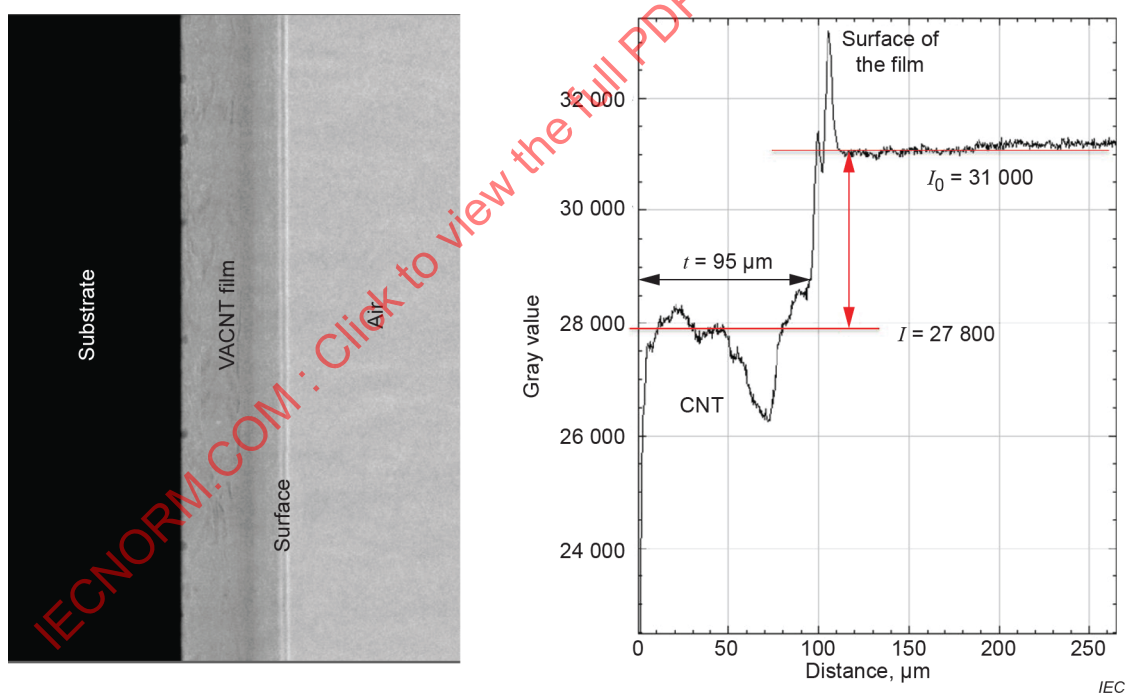 Substrate
VACNT film
Surface
Air
IECNORM.COM : Click to view the full PDF
Gray value
32 000
30 000
28 000
26 000
24 000
Surface of
the film
I0 = 31 000
t = 95 µm
I = 27 800
CNT
0 50 100 150 200 250
Distance, µm
IEC